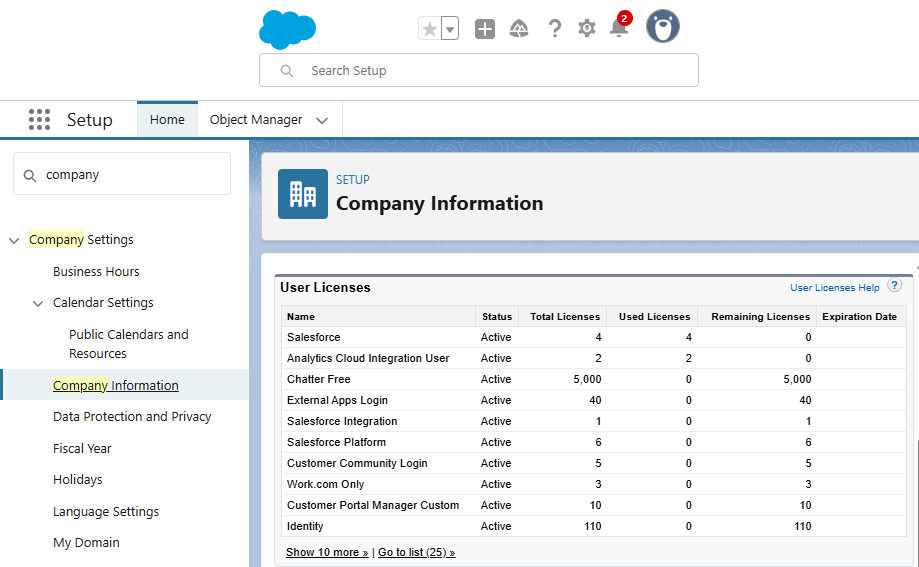 2
Search Setup
Setup Home Object Manager
company
SETUP
Company Information
Company Settings
Business Hours
Calendar Settings
Public Calendars and
Resources
Company Information
Data Protection and Privacy
Fiscal Year
Holidays
Language Settings
My Domain
User Licenses User Licenses Help ?
Name Status Total Licenses Used Licenses Remaining Licenses Expiration Date
Salesforce Active 4 4 0
Analytics Cloud Integration User Active 2 2 0
Chatter Free Active 5,000 0 5,000
External Apps Login Active 40 0 40
Salesforce Integration Active 1 0 1
Salesforce Platform Active 6 0 6
Customer Community Login Active 5 0 5
Work.com Only Active 3 0 3
Customer Portal Manager Custom Active 10 0 10
Identity Active 110 0 110
Show 10 more » | Go to list (25) »